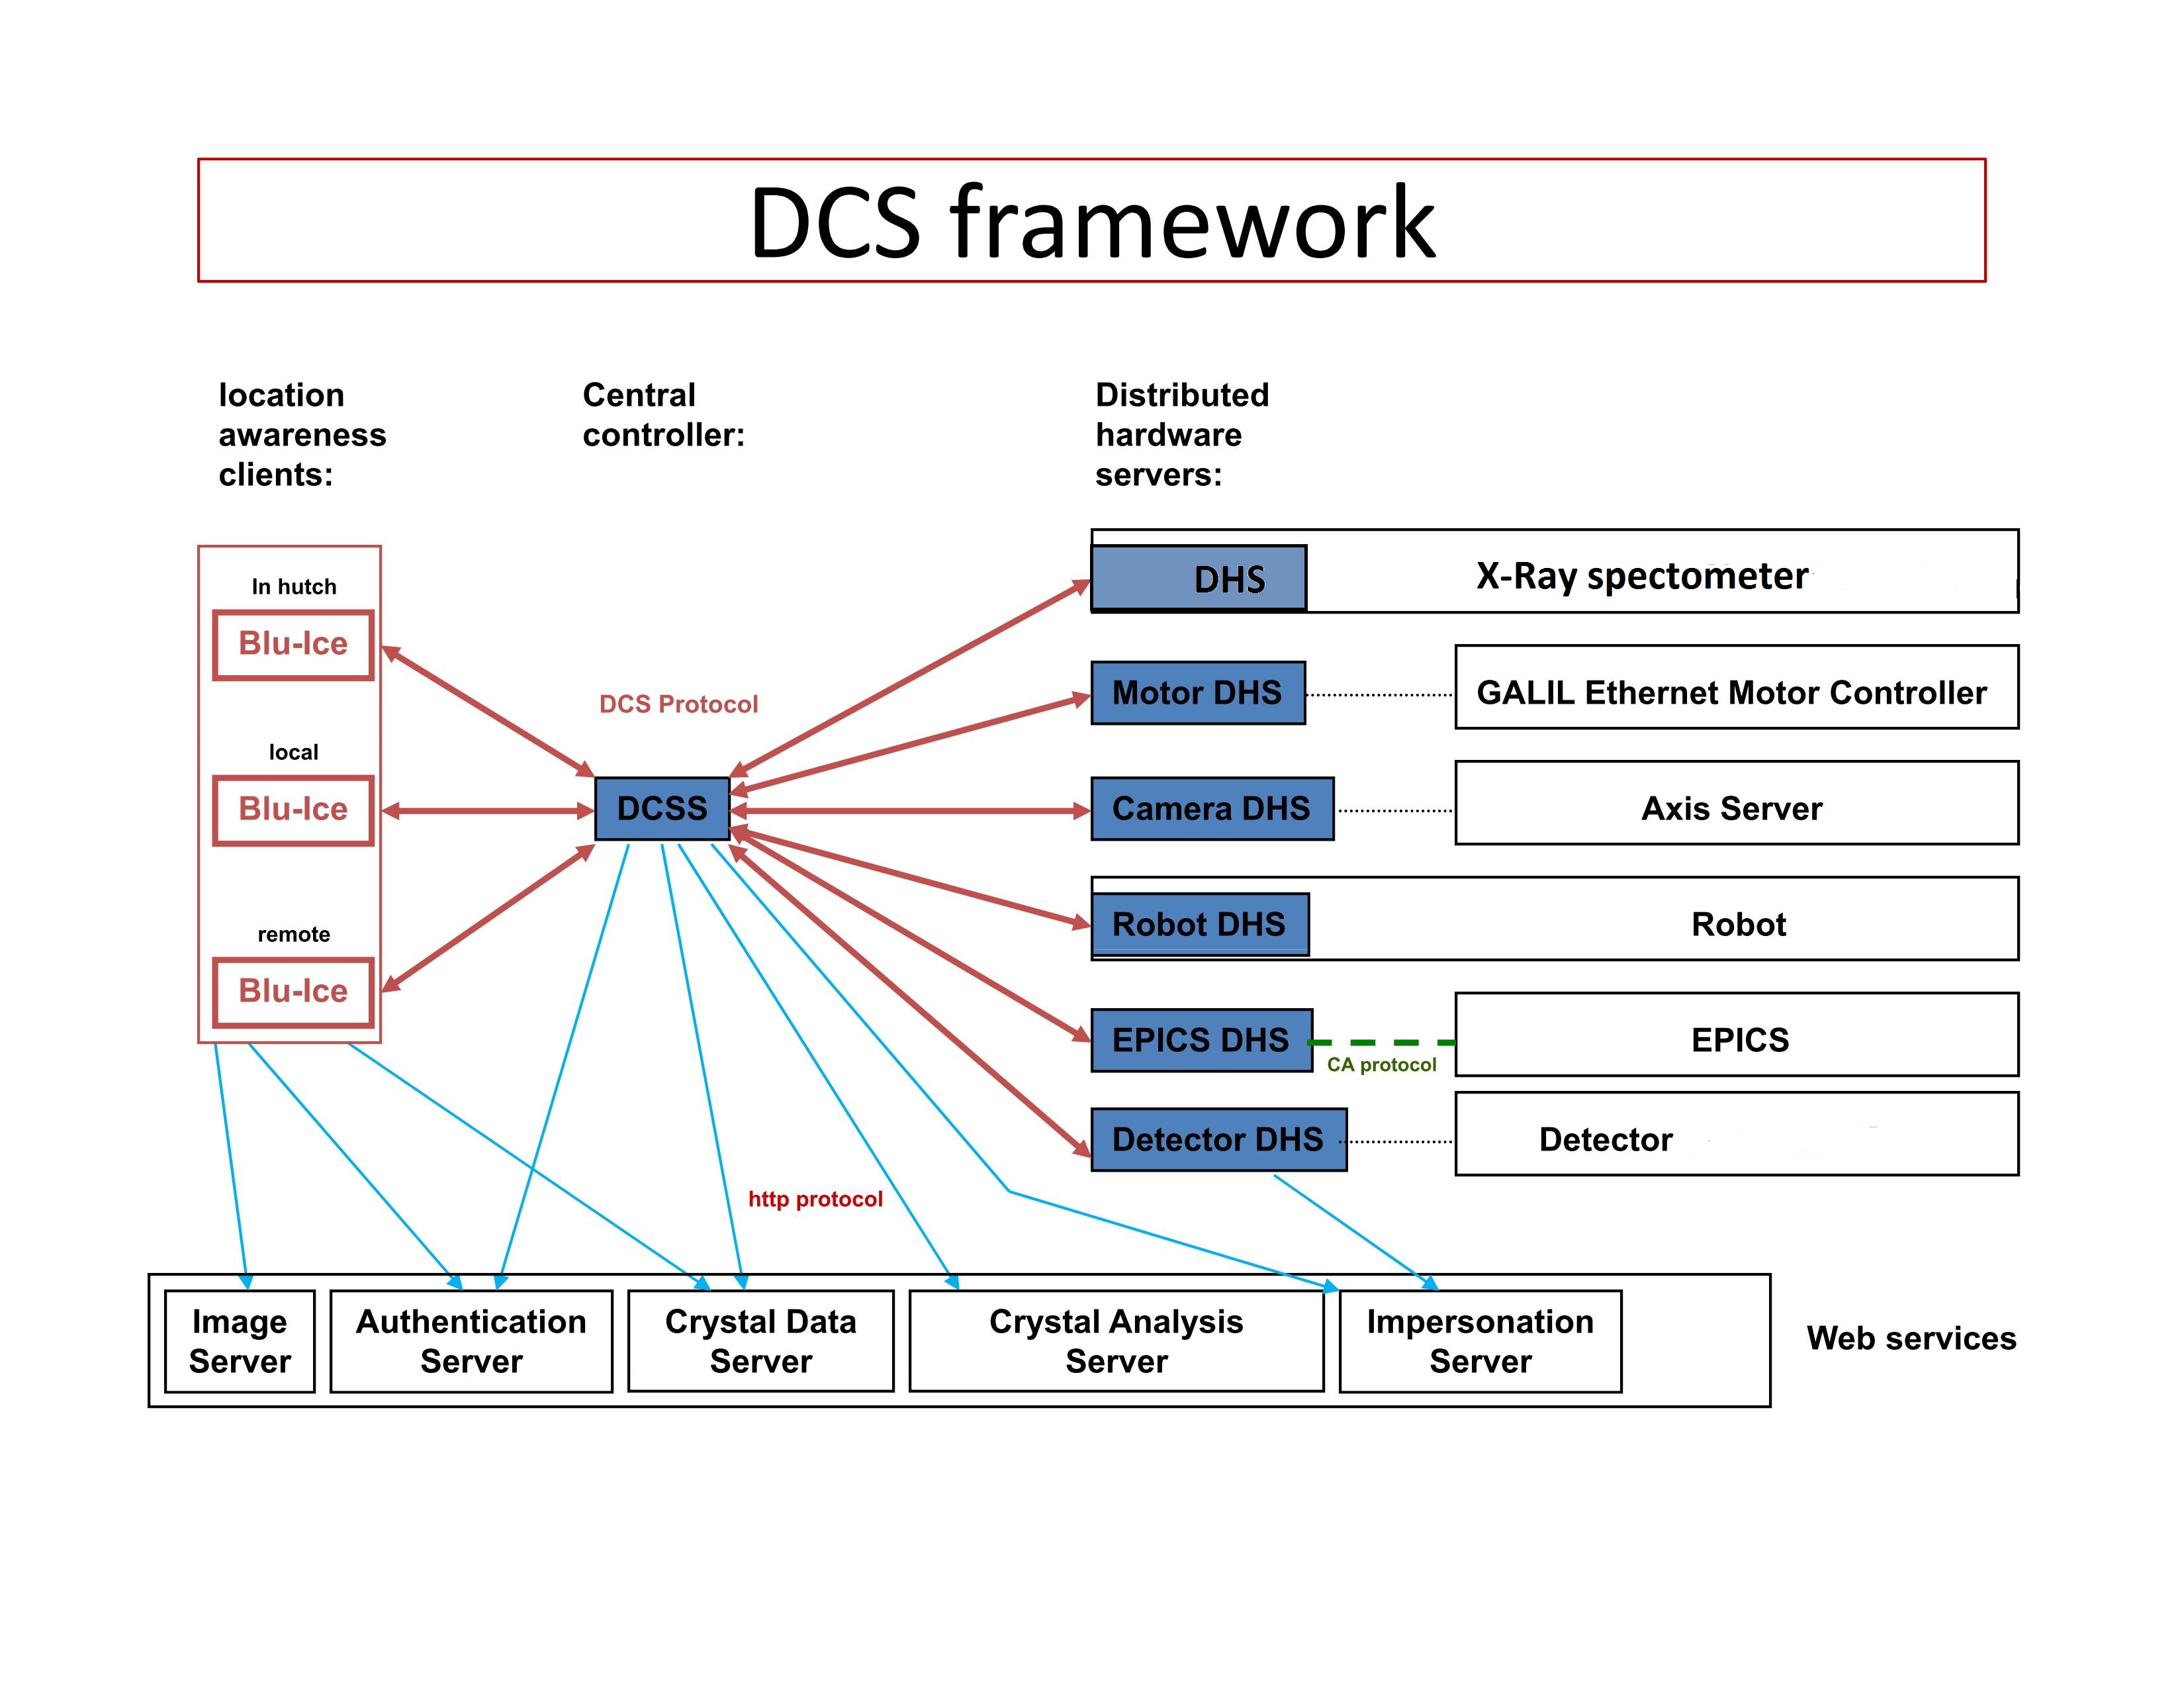 DCS framework
location
awareness
clients:
Central
controller:
Distributed
hardware
servers:
In hutch
Blu-Ice
local
Blu-Ice
remote
Blu-Ice
DCS Protocol
DCSS
DHS
X-Ray spectometer
Motor DHS
GALIL Ethernet Motor Controller
Camera DHS
Axis Server
Robot DHS
Robot
EPICS DHS
CA protocol
EPICS
Detector DHS
Detector
http protocol
Image
Server
Authentication
Server
Crystal Data
Server
Crystal Analysis
Server
Impersonation
Server
Web services